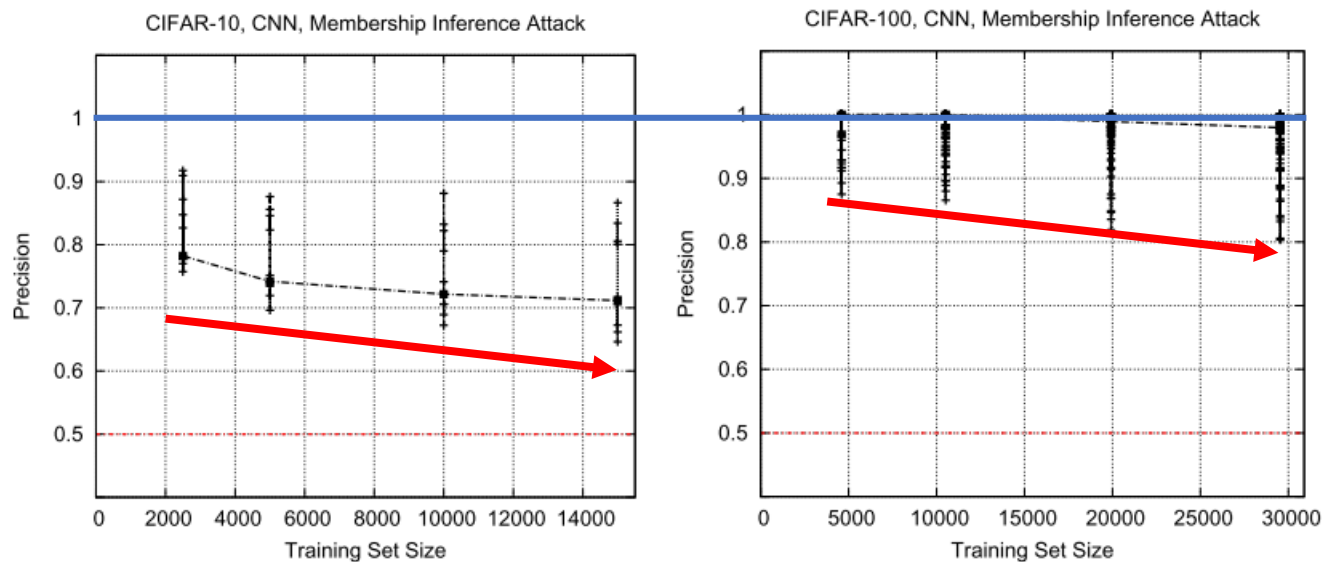 CIFAR-10, CNN, Membership Inference Attack
1
0.9
0.8
0.7
0.6
0.5
Precision
0 2000 4000 6000 8000 10000 12000 14000
Training Set Size
CIFAR-100, CNN, Membership Inference Attack
1
0.9
0.8
0.7
0.6
0.5
Precision
0 5000 10000 15000 20000 25000 30000
Training Set Size